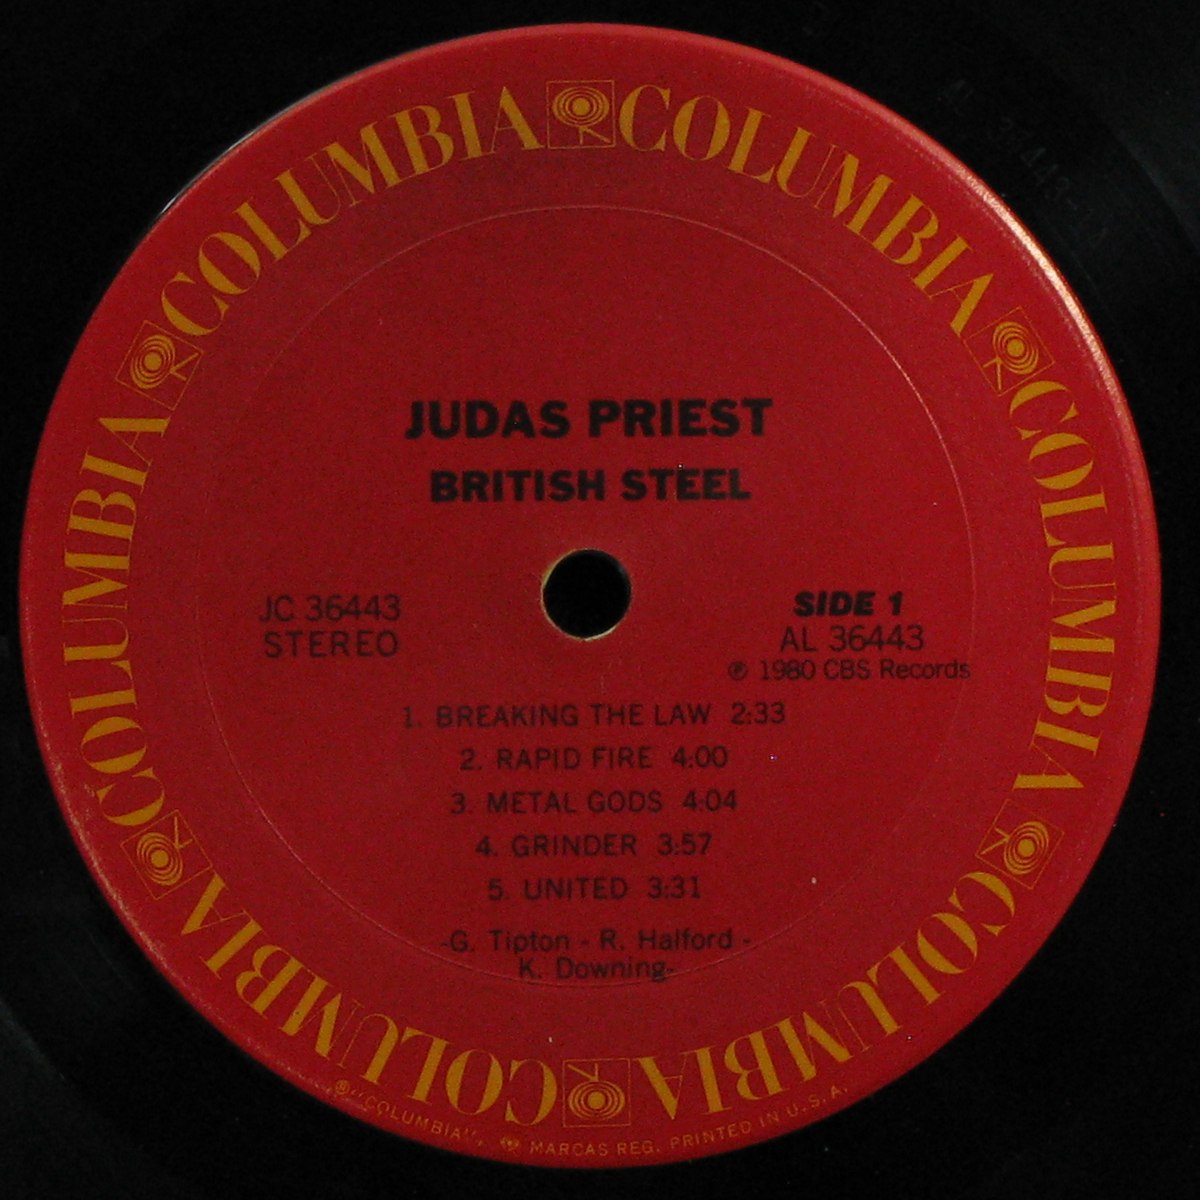 COLUMBIA COLUMBIA COLUMBIA COLUMBIA COLUMBIA COLUMBIA
JUDAS PRIEST
BRITISH STEEL
JC 36443
STEREO
SIDE 1
AL 36443
℗ 1980 CBS Records
1. BREAKING THE LAW 2:33
2. RAPID FIRE 4:00
3. METAL GODS 4:04
4. GRINDER 3:57
5. UNITED 3:31
-G. Tipton - R. Halford -
K. Downing-
®"COLUMBIA", MARCAS REG. PRINTED IN U.S.A.